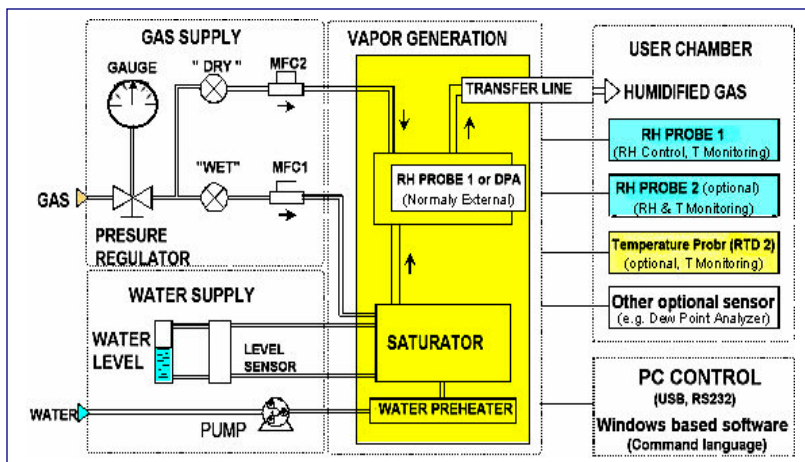 GAS SUPPLY
GAUGE
" DRY "
MFC2
"WET"
MFC1
GAS
PRESURE
REGULATOR
WATER SUPPLY
WATER
LEVEL
LEVEL
SENSOR
WATER
PUMP
VAPOR GENERATION
TRANSFER LINE
RH PROBE 1 or DPA
(Normaly External)
SATURATOR
WATER PREHEATER
USER CHAMBER
HUMIDIFIED GAS
RH PROBE 1
(RH Control, T Monitoring)
RH PROBE 2 (optional)
(RH & T Monitoring)
Temperature Probr (RTD 2)
(optional, T Monitoring)
Other optional sensor
(e.g. Dew Point Analyzer)
PC CONTROL
(USB, RS232)
Windows based software
(Command language)